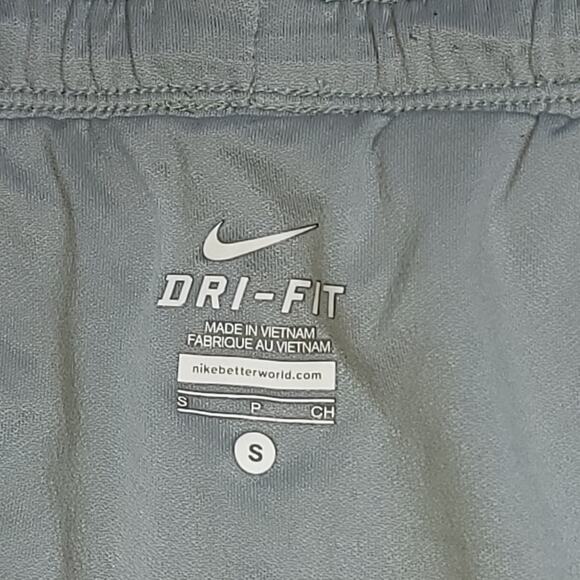 DRI-FIT
MADE IN VIETNAM
FABRIQUE AU VIETNAM
nikebetterworld.com
S P CH
S